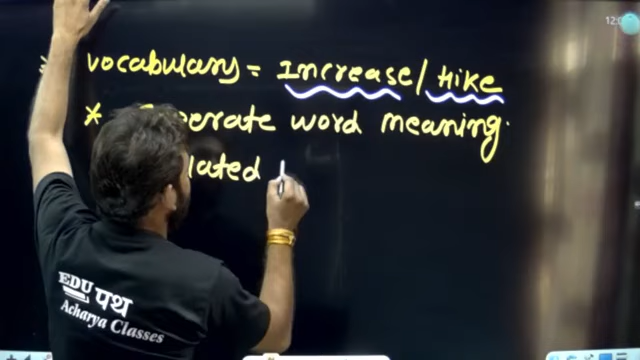 * vocabulary = Increase/Hike
* erate word meaning.
lated
EDU पथ
Acharya Classes